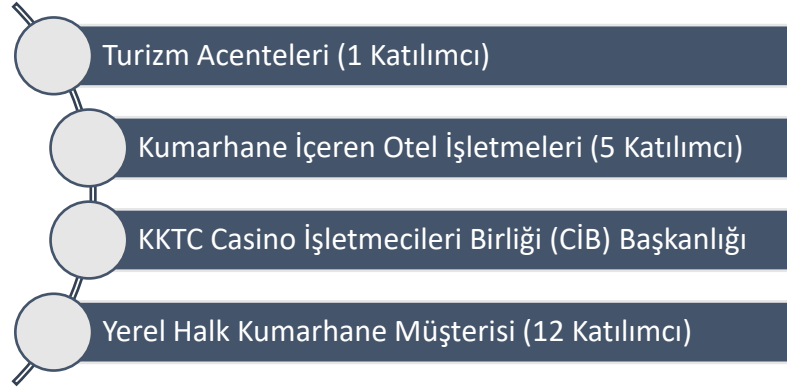 Turizm Acenteleri (1 Katılımcı)
Kumarhane İçeren Otel İşletmeleri (5 Katılımcı)
KKTC Casino İşletmecileri Birliği (CİB) Başkanlığı
Yerel Halk Kumarhane Müşterisi (12 Katılımcı)